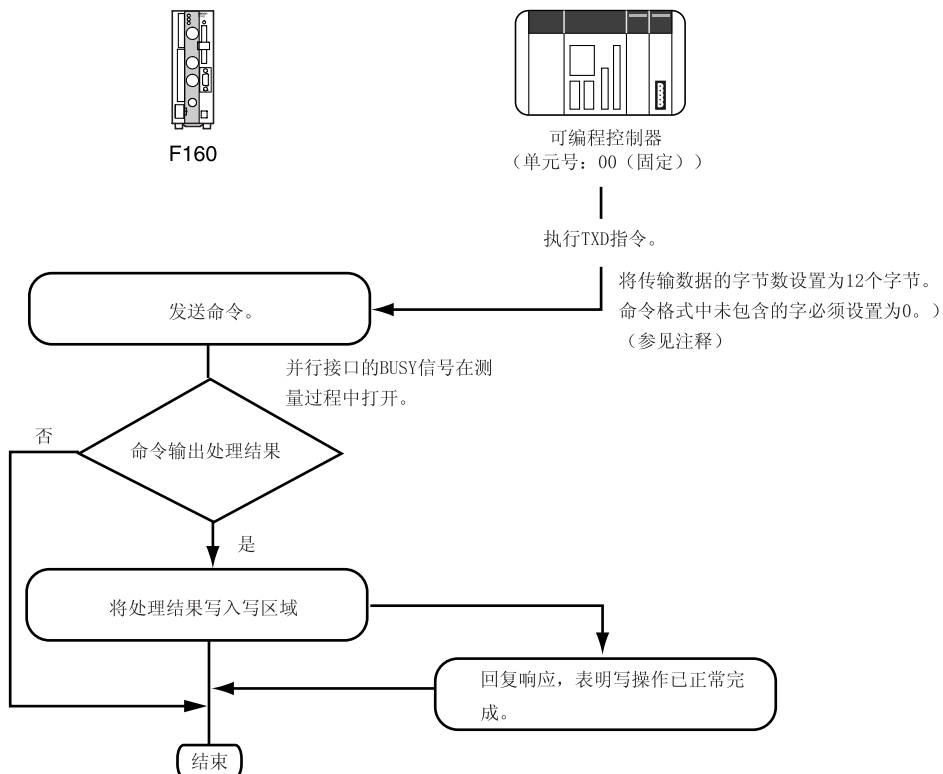 F160
可编程控制器
（单元号：00（固定））
执行TXD指令。
将传输数据的字节数设置为12个字节。
命令格式中未包含的字必须设置为0。）
（参见注释）
发送命令。
并行接口的BUSY信号在测
量过程中打开。
否
命令输出处理结果
是
将处理结果写入写区域
回复响应，表明写操作已正常完
成。
结束